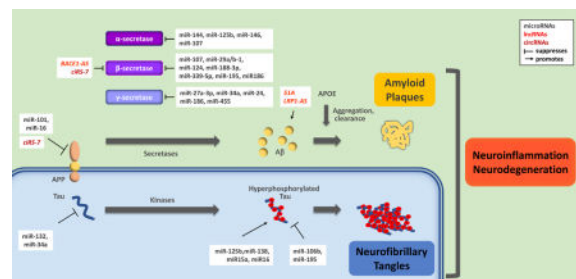 microRNAs
lncRNAs
circRNAs
suppresses
promotes
α-secretase
miR-144, miR-125b, miR-146,
miR-107
BACE1-AS
ciRS-7
β-secretase
miR-107, miR-29a/b-1,
miR-124, miR-188-3p,
miR-339-5p, miR-195, miR186
γ-secretase
miR-27a-3p, miR-34a, miR-24,
miR-186, miR-455
51A
LRP1-AS
APOE
Amyloid
Plaques
Aggregation,
clearance
miR-101,
miR-16
ciRS-7
Secretases
Aβ
APP
Neuroinflammation
Neurodegeneration
Tau
Kinases
Hyperphosphorylated
Tau
miR-132,
miR-34a
miR-125b,miR-138,
miR15a, miR16
miR-106b,
miR-195
Neurofibrillary
Tangles